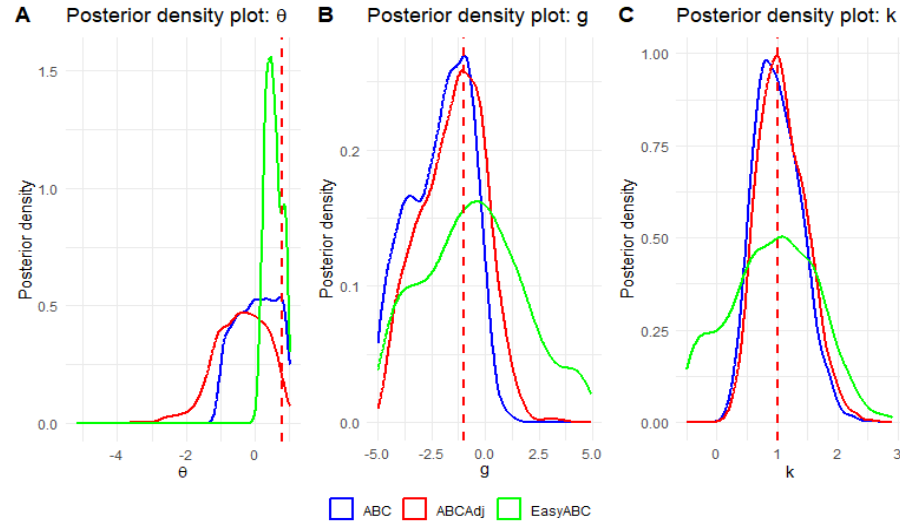 A
Posterior density plot: θ
Posterior density
1.5
1.0
0.5
0.0
-4
-2
0
θ
B
Posterior density plot: g
Posterior density
0.2
0.1
0.0
-5.0
-2.5
0.0
2.5
5.0
g
C
Posterior density plot: k
Posterior density
1.00
0.75
0.50
0.25
0.00
0
1
2
3
k
ABC
ABCAdj
EasyABC